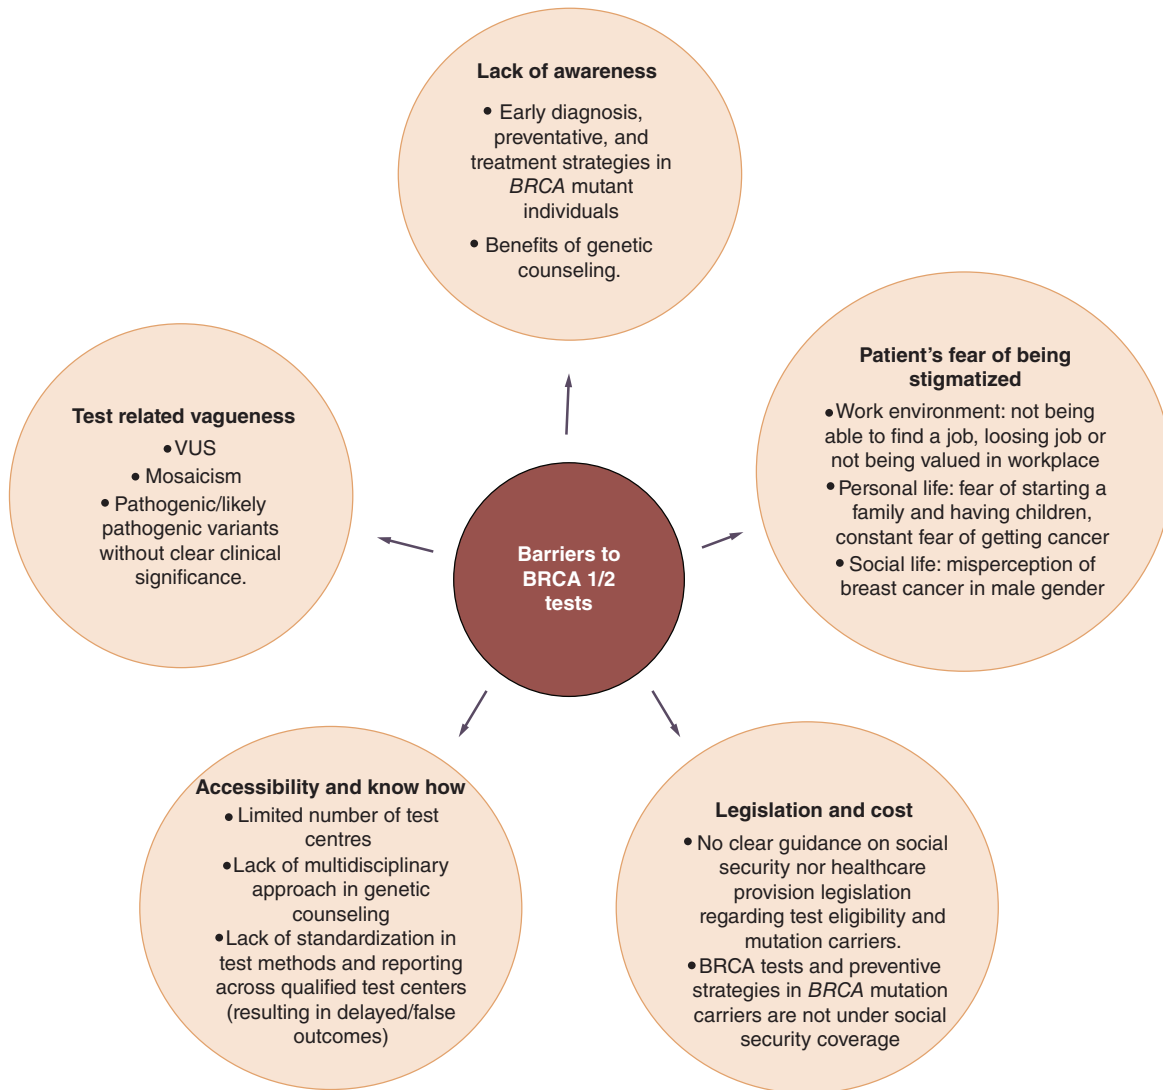 Lack of awareness
• Early diagnosis,
preventative, and
treatment strategies in
BRCA mutant
individuals
• Benefits of genetic
counseling.
Patient's fear of being
stigmatized
• Work environment: not being
able to find a job, loosing job or
not being valued in workplace
• Personal life: fear of starting a
family and having children,
constant fear of getting cancer
• Social life: misperception of
breast cancer in male gender
Test related vagueness
• VUS
• Mosaicism
• Pathogenic/likely
pathogenic variants
without clear clinical
significance.
Barriers to
BRCA 1/2
tests
Accessibility and know how
• Limited number of test
centres
• Lack of multidisciplinary
approach in genetic
counseling
• Lack of standardization in
test methods and reporting
across qualified test centers
(resulting in delayed/false
outcomes)
Legislation and cost
• No clear guidance on social
security nor healthcare
provision legislation
regarding test eligibility and
mutation carriers.
• BRCA tests and preventive
strategies in BRCA mutation
carriers are not under social
security coverage